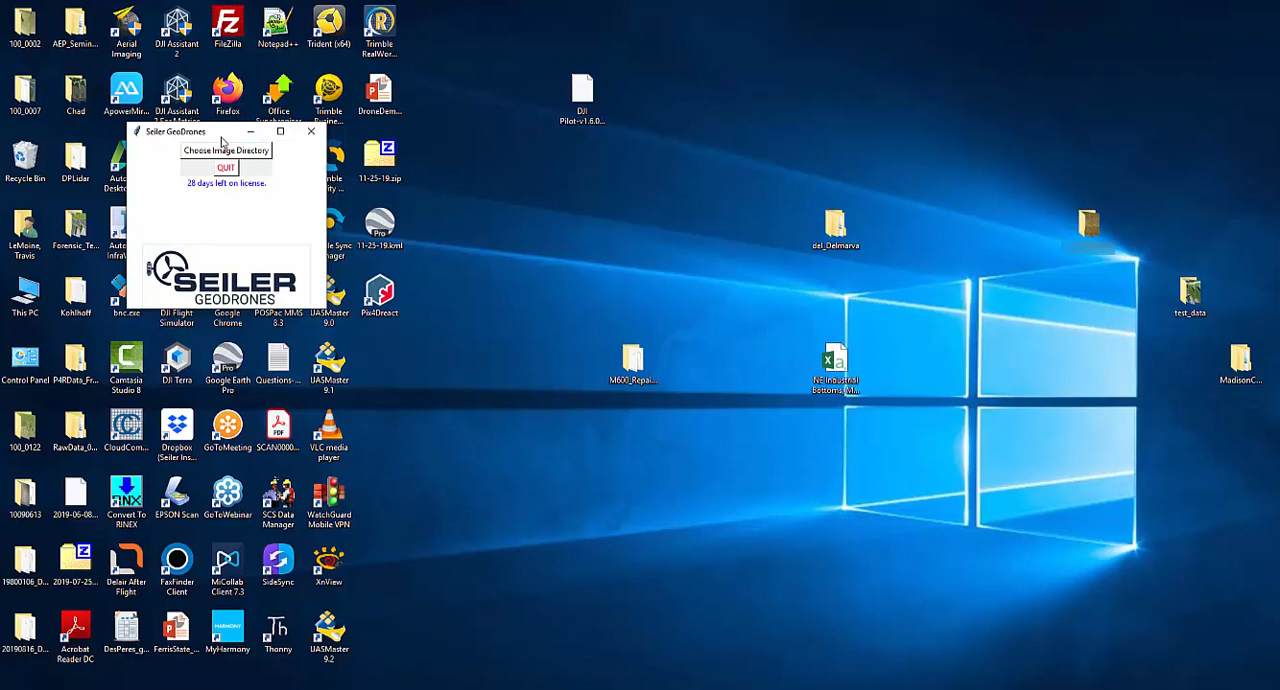 100_0002
AEP_Semin...
Aerial
Imaging
DJI Assistant
2
FileZilla
Notepad++
Trident (x64)
Trimble
RealWor...
100_0007
Chad
ApowerMir...
Firefox
Office
Trimble
DroneDem...
DJI
Pilot-v1.6.0...
Seiler GeoDrones
Choose Image Directory
QUIT
28 days left on license.
SEILER
GEODRONES
Recycle Bin
DPLidar
11-25-19.zip
LeMoine,
Travis
Forensic_Te...
11-25-19.kml
del_Delmarva
This PC
Kohlhoff
bnc.exe
DJI Flight
Simulator
Google
Chrome
POSPac MMS
8.3
UASMaster
9.0
Pix4Dreact
test_data
Control Panel
P4RData_Fr...
Camtasia
Studio 8
DJI Terra
Google Earth
Pro
Questions-...
UASMaster
9.1
M600_Repai...
NE Industrial
Bottoms_M...
MadisonC...
100_0122
RawData_0...
CloudCom...
Dropbox
(Seiler Ins...
GoToMeeting
SCAN0000...
VLC media
player
10090613
2019-06-08...
Convert To
RINEX
EPSON Scan
GoToWebinar
SCS Data
Manager
WatchGuard
Mobile VPN
19800106_D...
2019-07-25...
Delair After
Flight
FaxFinder
Client
MiCollab
Client 7.3
SideSync
XnView
20190816_D...
Acrobat
Reader DC
DesPeres_g...
FerrisState_...
MyHarmony
Thonny
UASMaster
9.2